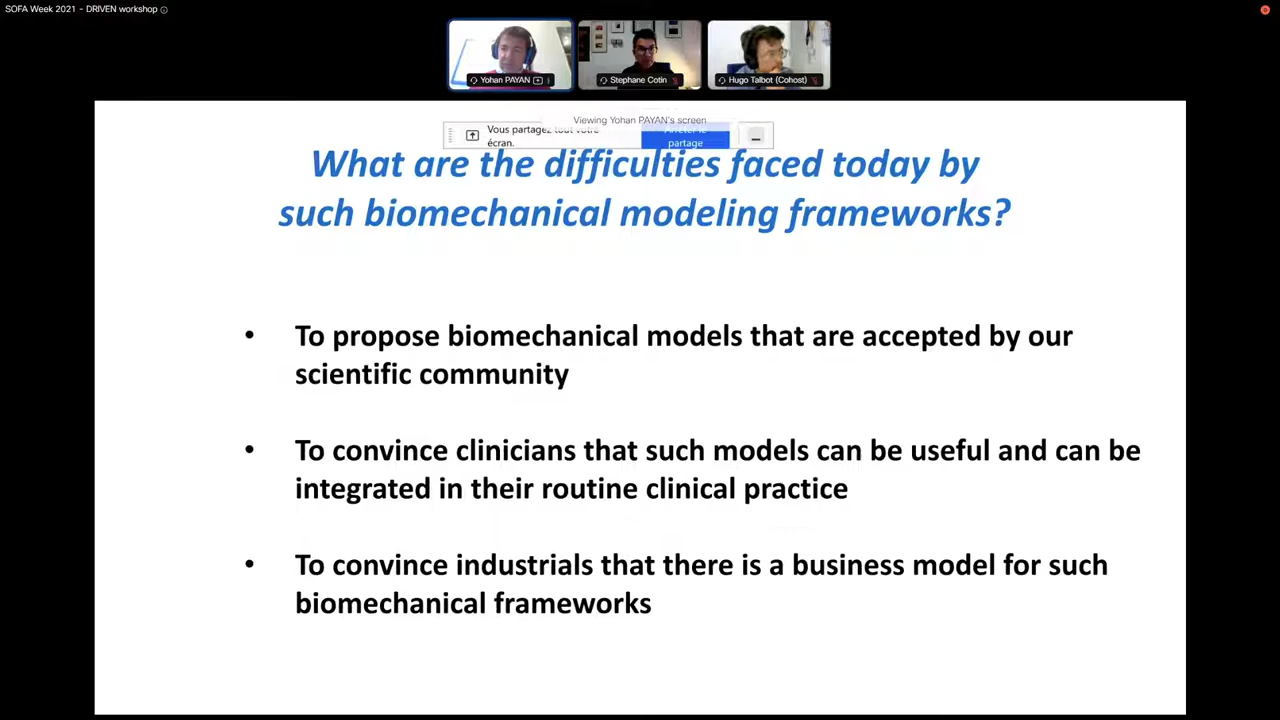 SOFA Week 2021 - DRIVEN workshop
Yohan PAYAN
Stephane Cotin
Hugo Talbot (Cohost)
Viewing Yohan PAYAN's screen
Vous partagez tout votre
écran.
Arrêter le
partage
What are the difficulties faced today by
such biomechanical modeling frameworks?
• To propose biomechanical models that are accepted by our
scientific community
• To convince clinicians that such models can be useful and can be
integrated in their routine clinical practice
• To convince industrials that there is a business model for such
biomechanical frameworks